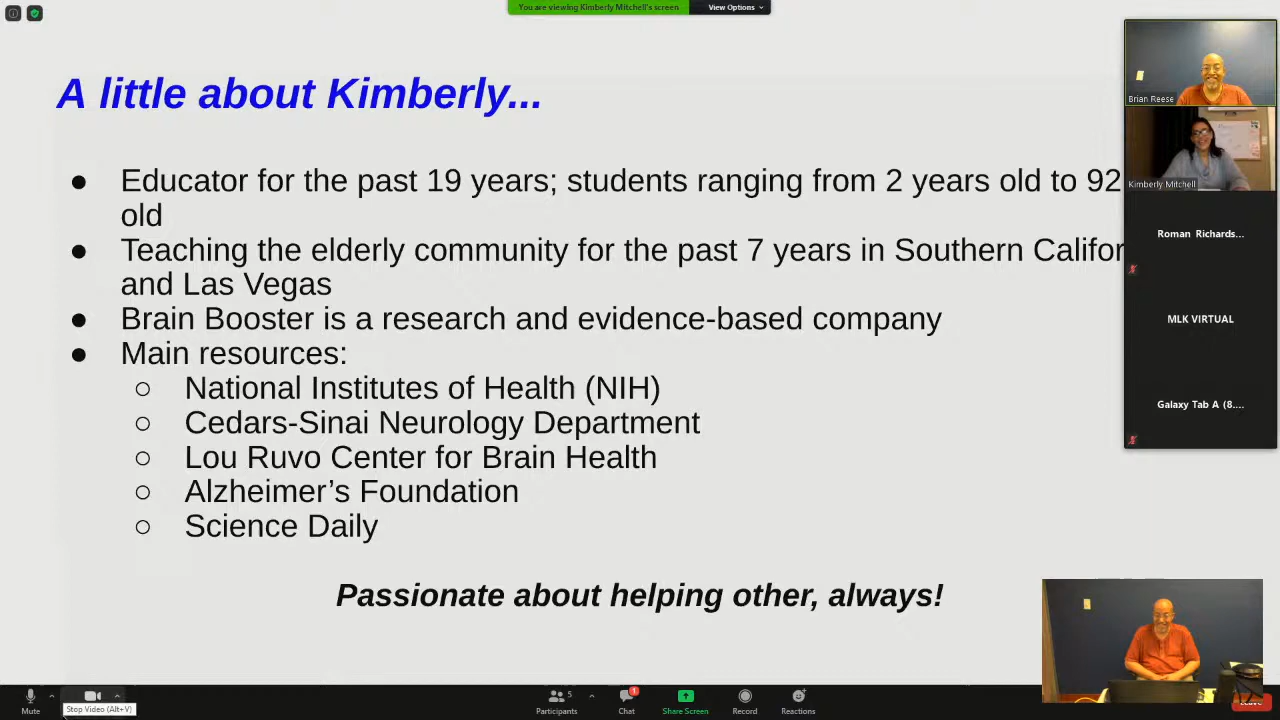 You are viewing Kimberly Mitchell's screen
View Options
A little about Kimberly...
● Educator for the past 19 years; students ranging from 2 years old to 92
old
● Teaching the elderly community for the past 7 years in Southern Califor
and Las Vegas
● Brain Booster is a research and evidence-based company
● Main resources:
○ National Institutes of Health (NIH)
○ Cedars-Sinai Neurology Department
○ Lou Ruvo Center for Brain Health
○ Alzheimer’s Foundation
○ Science Daily
Passionate about helping other, always!
Brian Reese
Kimberly Mitchell
Roman Richards...
MLK VIRTUAL
Galaxy Tab A (8....
Mute
Stop Video (Alt+V)
5
Participants
1
Chat
Share Screen
Record
Reactions
Leave